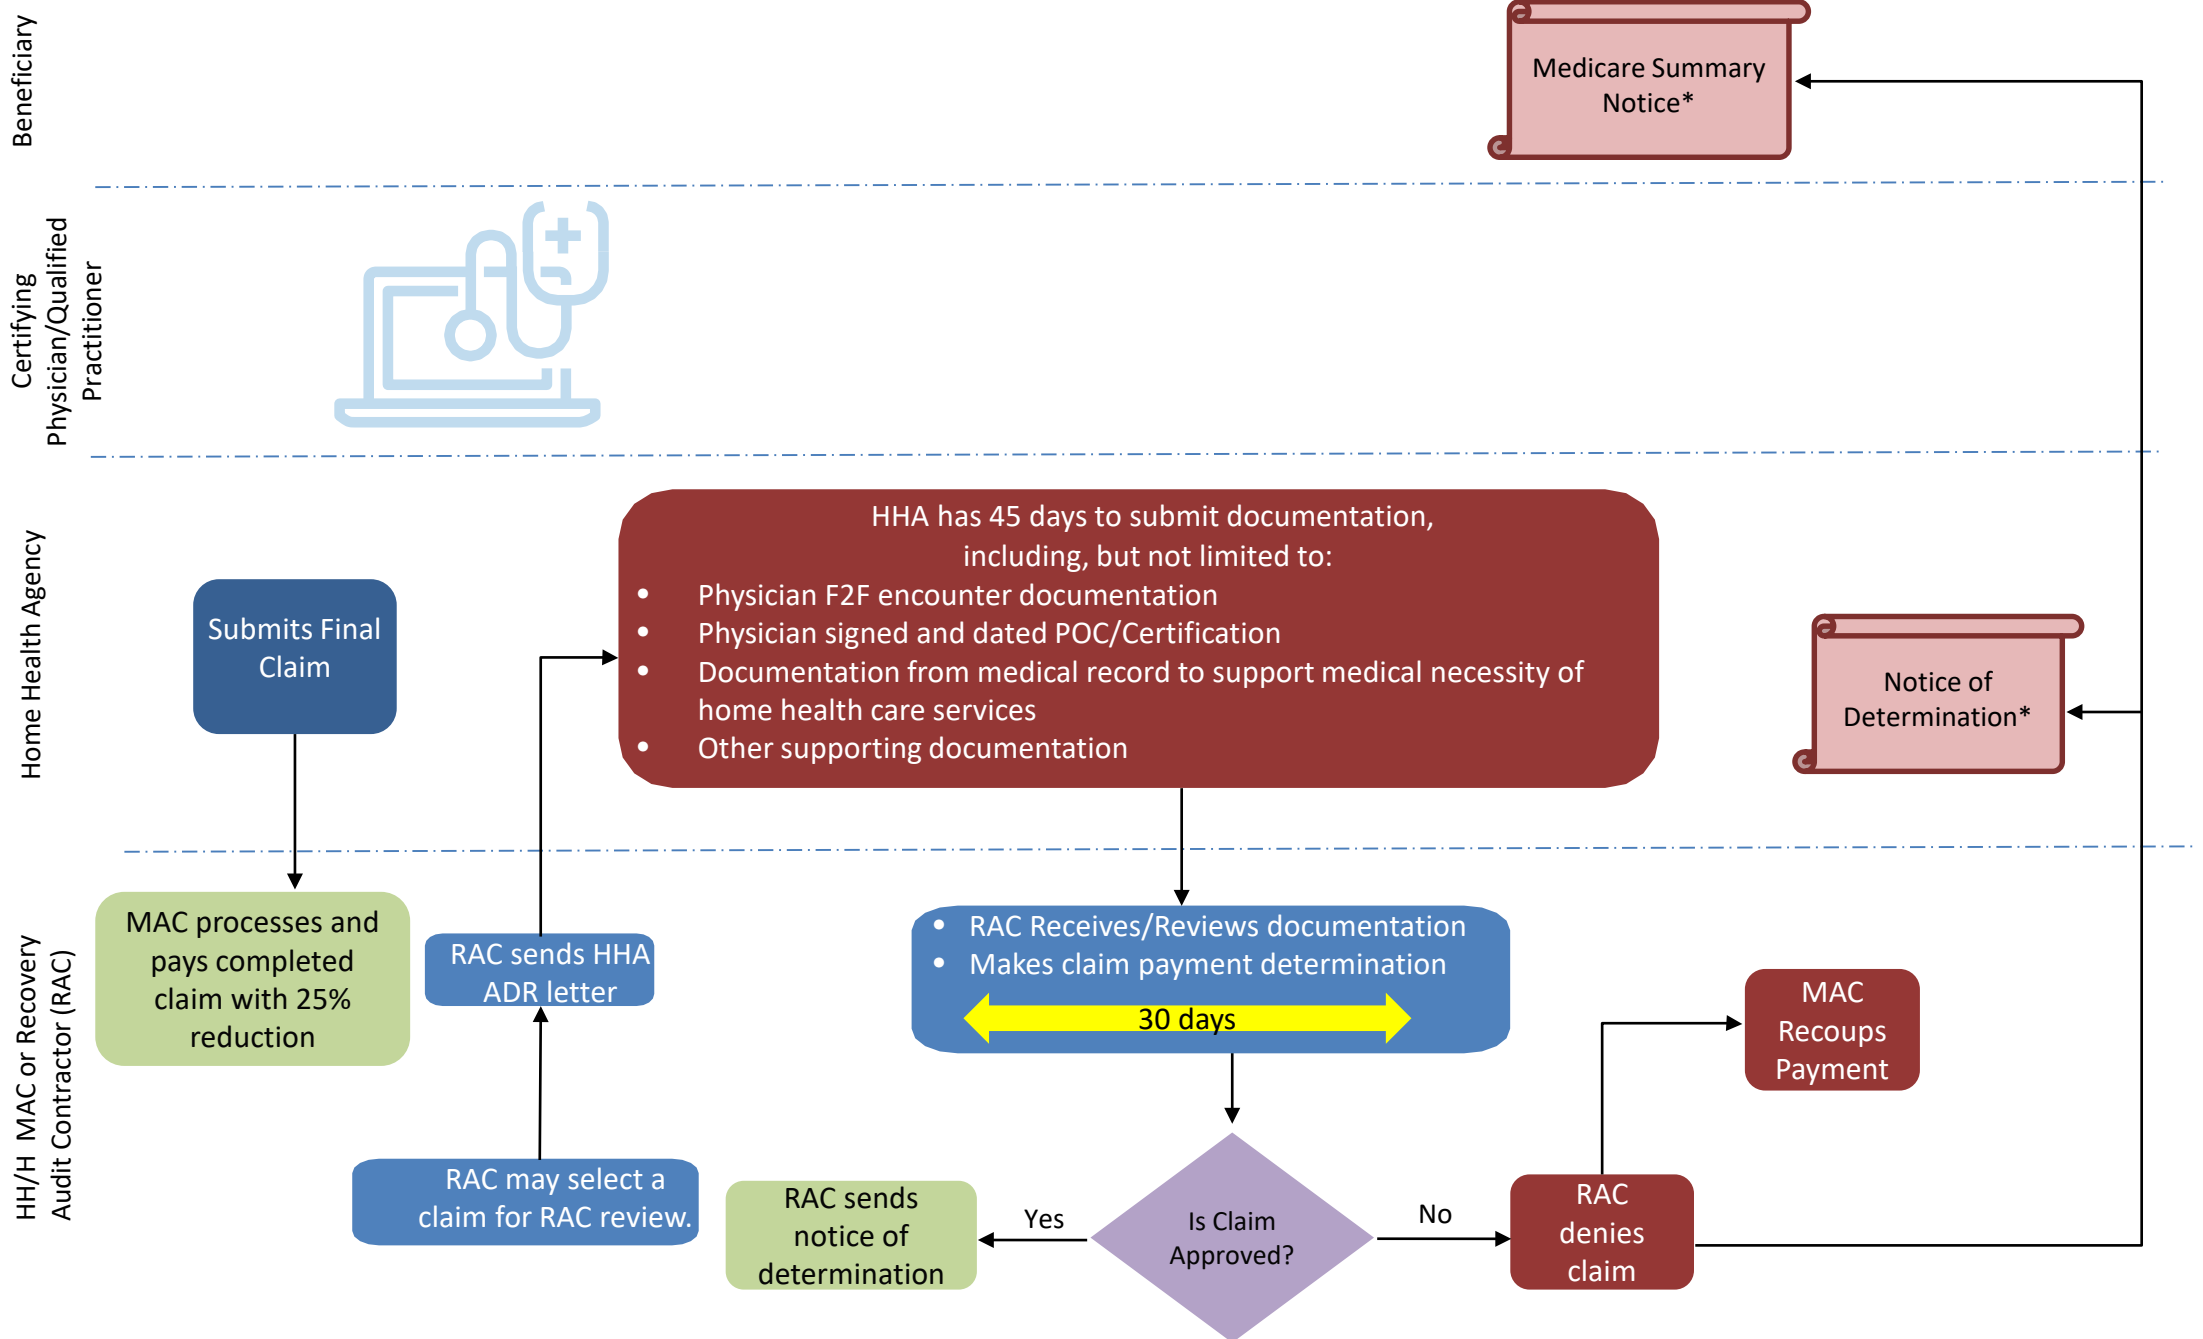 Beneficiary
Medicare Summary
Notice*
Certifying
Physician/Qualified
Practitioner
Home Health Agency
Submits Final
Claim
HHA has 45 days to submit documentation,
including, but not limited to:
• Physician F2F encounter documentation
• Physician signed and dated POC/Certification
• Documentation from medical record to support medical necessity of
home health care services
• Other supporting documentation
Notice of
Determination*
HH/H MAC or Recovery
Audit Contractor (RAC)
MAC processes and
pays completed
claim with 25%
reduction
RAC sends HHA
ADR letter
RAC may select a
claim for RAC review.
• RAC Receives/Reviews documentation
• Makes claim payment determination
30 days
MAC
Recoups
Payment
RAC sends
notice of
determination
Yes
Is Claim
Approved?
No
RAC
denies
claim